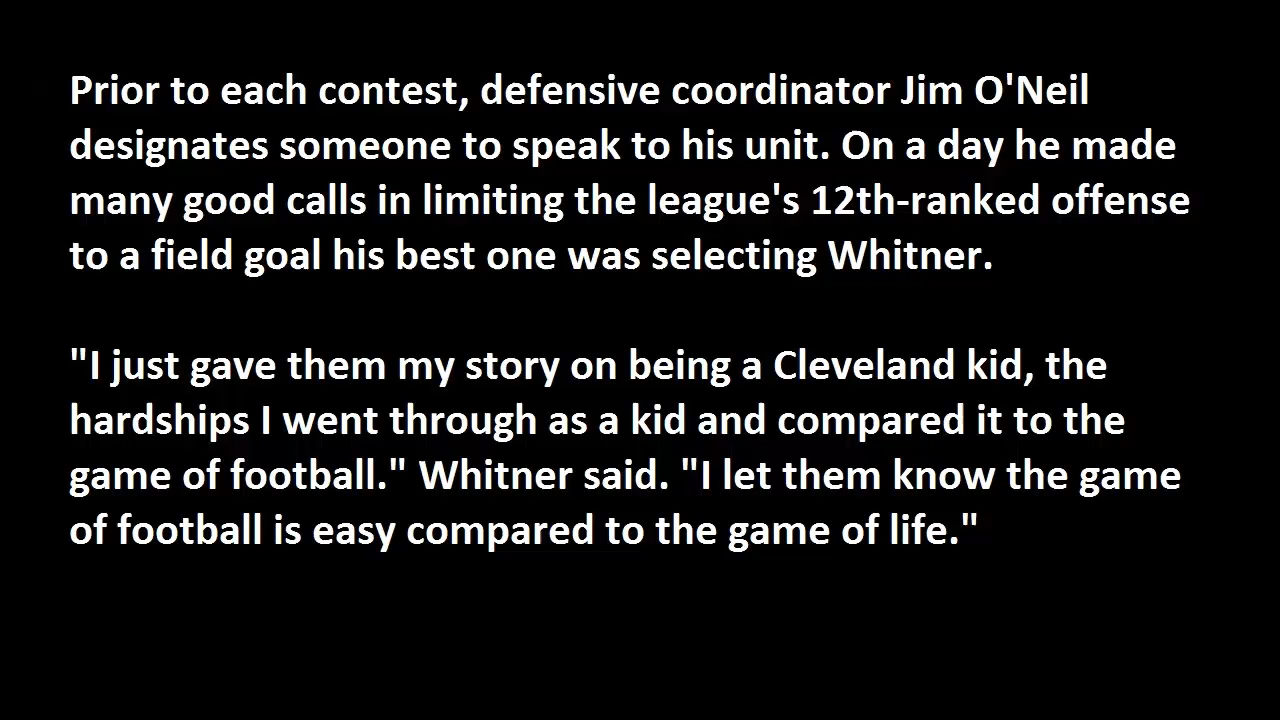 Prior to each contest, defensive coordinator Jim O'Neil
designates someone to speak to his unit. On a day he made
many good calls in limiting the league's 12th-ranked offense
to a field goal his best one was selecting Whitner.
"I just gave them my story on being a Cleveland kid, the
hardships I went through as a kid and compared it to the
game of football." Whitner said. "I let them know the game
of football is easy compared to the game of life."